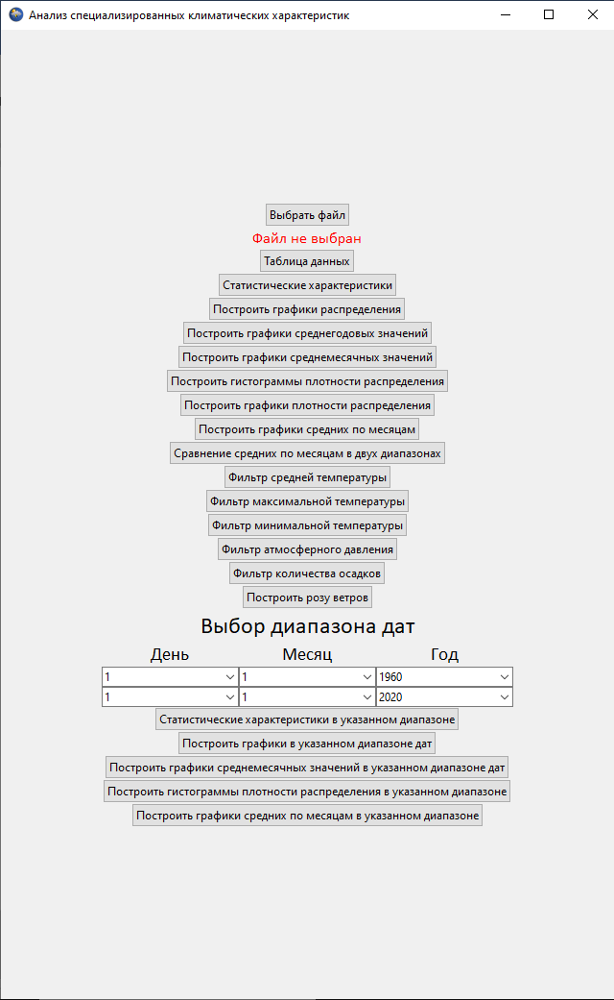 Анализ специализированных климатических характеристик
Выбрать файл
Файл не выбран
Таблица данных
Статистические характеристики
Построить графики распределения
Построить графики среднегодовых значений
Построить графики среднемесячных значений
Построить гистограммы плотности распределения
Построить графики плотности распределения
Построить графики средних по месяцам
Сравнение средних по месяцам в двух диапазонах
Фильтр средней температуры
Фильтр максимальной температуры
Фильтр минимальной температуры
Фильтр атмосферного давления
Фильтр количества осадков
Построить розу ветров
Выбор диапазона дат
День Месяц Год
1 1 1960
1 1 2020
Статистические характеристики в указанном диапазоне
Построить графики в указанном диапазоне дат
Построить графики среднемесячных значений в указанном диапазоне дат
Построить гистограммы плотности распределения в указанном диапазоне
Построить графики средних по месяцам в указанном диапазоне